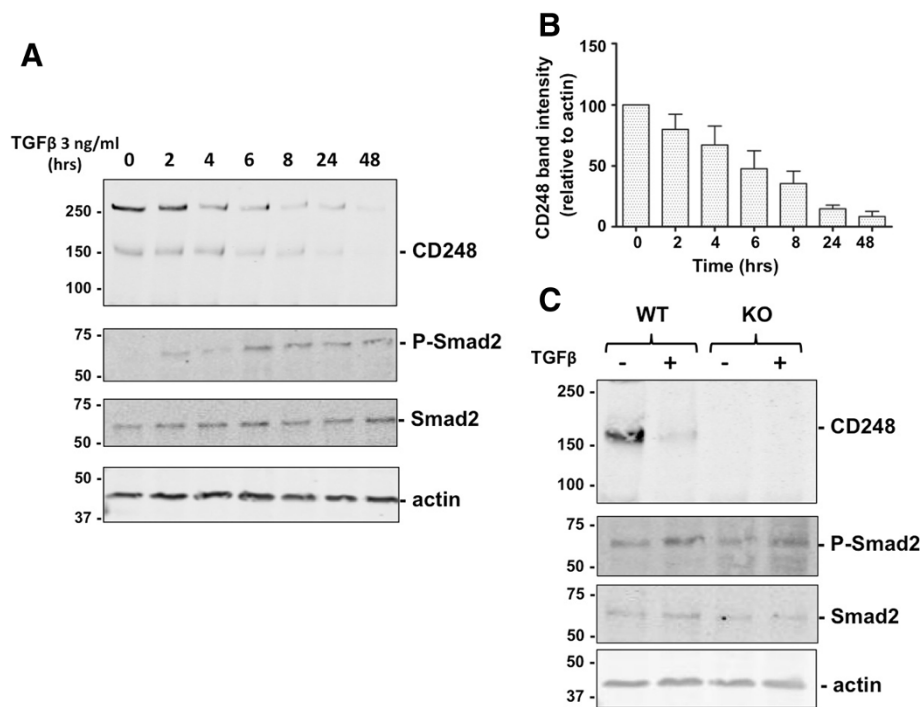 A
TGFβ 3 ng/ml
(hrs)
0 2 4 6 8 24 48
250 -
150 -
100 -
- CD248
75 -
50 -
- P-Smad2
75 -
50 -
- Smad2
50 -
37 -
- actin
B
CD248 band intensity
(relative to actin)
150
100
50
0
0 2 4 6 8 24 48
Time (hrs)
C
WT KO
TGFβ - + - +
250 -
150 -
100 -
- CD248
75 -
50 -
- P-Smad2
75 -
50 -
- Smad2
50 -
37 -
- actin